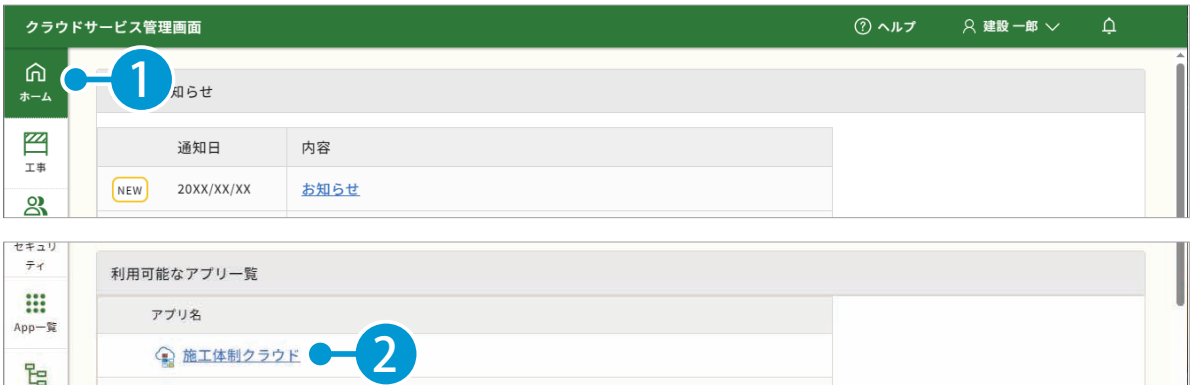 クラウドサービス管理画面
ヘルプ
建設 一郎
ホーム
1
知らせ
工事
通知日 内容
NEW 20XX/XX/XX お知らせ
セキュリ
ティ
利用可能なアプリ一覧
App一覧
アプリ名
施工体制クラウド
2